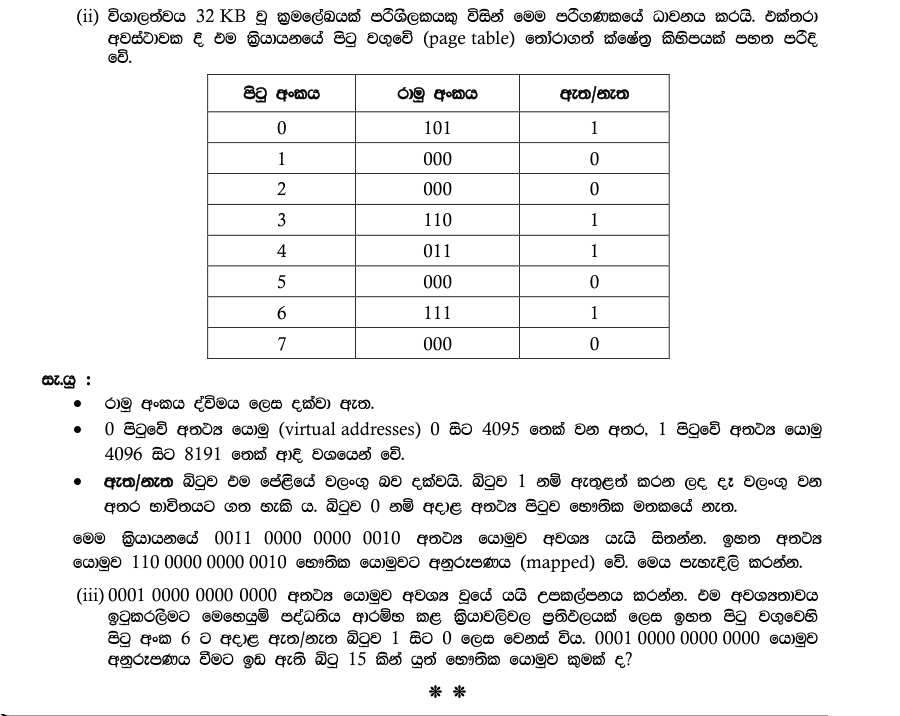 (ii) විශාලත්වය 32 KB වූ ක්‍රමලේඛයක් පරිශීලකයකු විසින් මෙම පරිගණකයේ ධාවනය කරයි. එක්තරා
අවස්ථාවක දී එම ක්‍රියායනයේ පිටු වගුවේ (page table) තෝරාගත් ක්ෂේත්‍ර කිහිපයක් පහත පරිදි
වේ.
පිටු අංකය රාමු අංකය ඇත/නැත
0 101 1
1 000 0
2 000 0
3 110 1
4 011 1
5 000 0
6 111 1
7 000 0
සැ.යු :
• රාමු අංකය ද්විමය ලෙස දක්වා ඇත.
• 0 පිටුවේ අතථ්‍ය යොමු (virtual addresses) 0 සිට 4095 තෙක් වන අතර, 1 පිටුවේ අතථ්‍ය යොමු
4096 සිට 8191 තෙක් ආදි වශයෙන් වේ.
• ඇත/නැත බිටුව එම පේළියේ වලංගු බව දක්වයි. බිටුව 1 නම් ඇතුළත් කරන ලද දෑ වලංගු වන
අතර භාවිතයට ගත හැකි ය. බිටුව 0 නම් අදාළ අතථ්‍ය පිටුව භෞතික මතකයේ නැත.
මෙම ක්‍රියායනයේ 0011 0000 0000 0010 අතථ්‍ය යොමුව අවශ්‍ය යැයි සිතන්න. ඉහත අතථ්‍ය
යොමුව 110 0000 0000 0010 භෞතික යොමුවට අනුරූපණය (mapped) වේ. මෙය පැහැදිලි කරන්න.
(iii) 0001 0000 0000 0000 අතථ්‍ය යොමුව අවශ්‍ය වූයේ යයි උපකල්පනය කරන්න. එම අවශ්‍යතාවය
ඉටුකරලීමට මෙහෙයුම් පද්ධතිය ආරම්භ කළ ක්‍රියාවලිවල ප්‍රතිඵලයක් ලෙස ඉහත පිටු වගුවෙහි
පිටු අංක 6 ට අදාළ ඇත/නැත බිටුව 1 සිට 0 ලෙස වෙනස් විය. 0001 0000 0000 0000 යොමුව
අනුරූපණය වීමට ඉඩ ඇති බිටු 15 කින් යුත් භෞතික යොමුව කුමක් ද?
⁕ ⁕